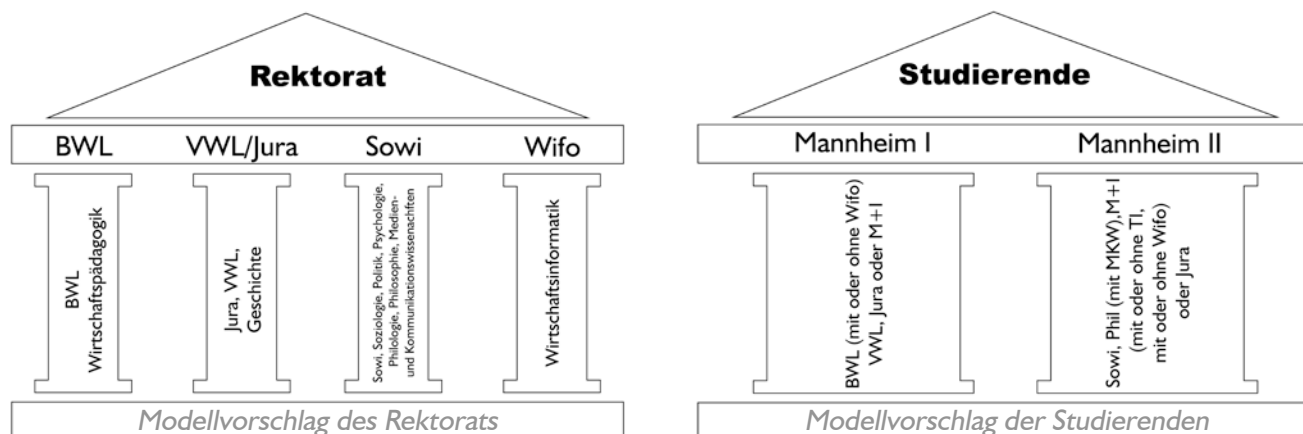 Rektorat
BWL
VWL/Jura
Sowi
Wifo
BWL
Wirtschaftspädagogik
Jura, VWL,
Geschichte
Sowi, Soziologie, Politik, Psychologie,
Philologie, Philosophie, Medien-
und Kommunikationswissenachften
Wirtschaftsinformatik
Modellvorschlag des Rektorats
Studierende
Mannheim I
Mannheim II
BWL (mit oder ohne Wifo)
VWL, Jura oder M+I
Sowi, Phil (mit MKW),M+I
(mit oder ohne TI,
mit oder ohne Wifo)
oder Jura
Modellvorschlag der Studierenden